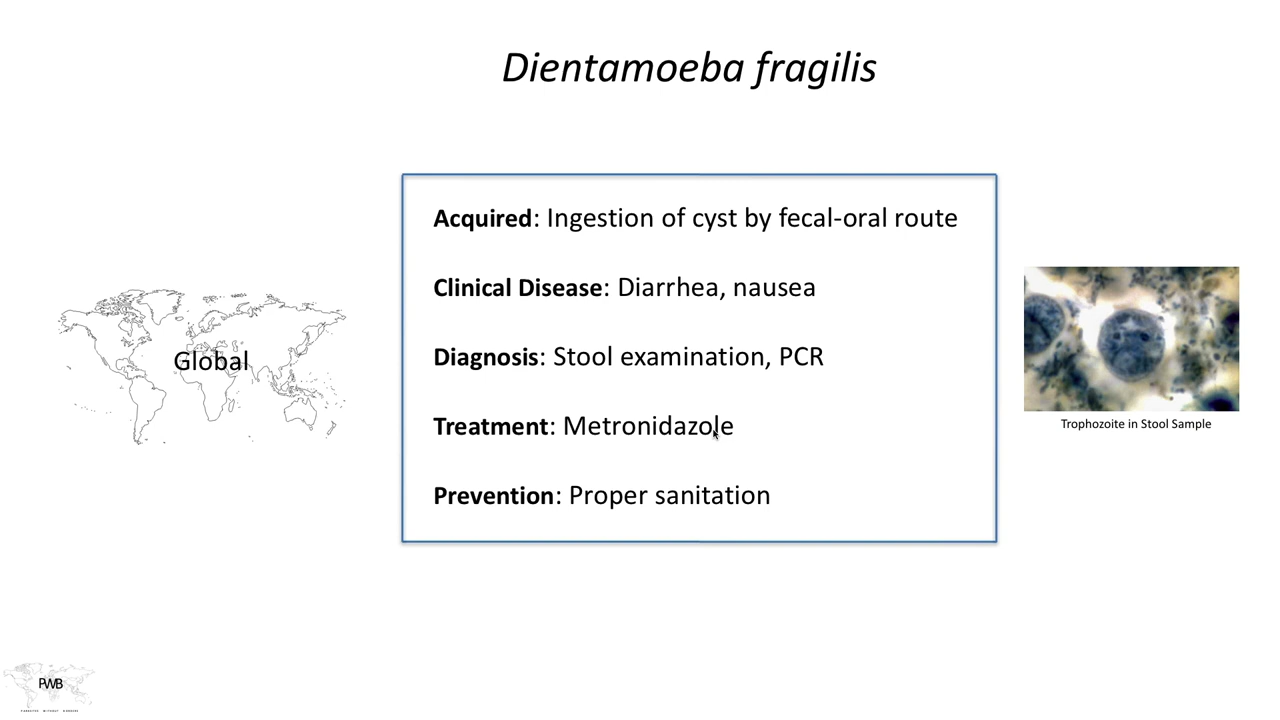 Dientamoeba fragilis
Acquired: Ingestion of cyst by fecal-oral route
Clinical Disease: Diarrhea, nausea
Global
Diagnosis: Stool examination, PCR
Treatment: Metronidazole
Trophozoite in Stool Sample
Prevention: Proper sanitation
PWB